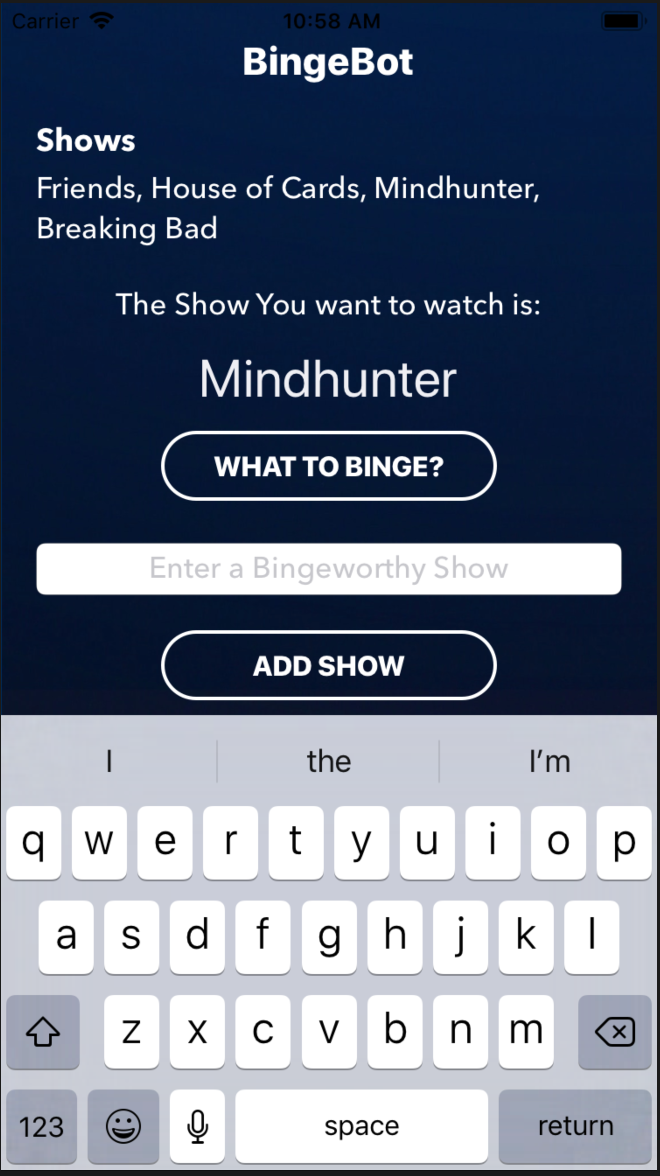 Carrier 10:58 AM
BingeBot
Shows
Friends, House of Cards, Mindhunter,
Breaking Bad
The Show You want to watch is:
Mindhunter
WHAT TO BINGE?
Enter a Bingeworthy Show
ADD SHOW
I the I’m
q w e r t y u i o p
a s d f g h j k l
z x c v b n m
123 space return